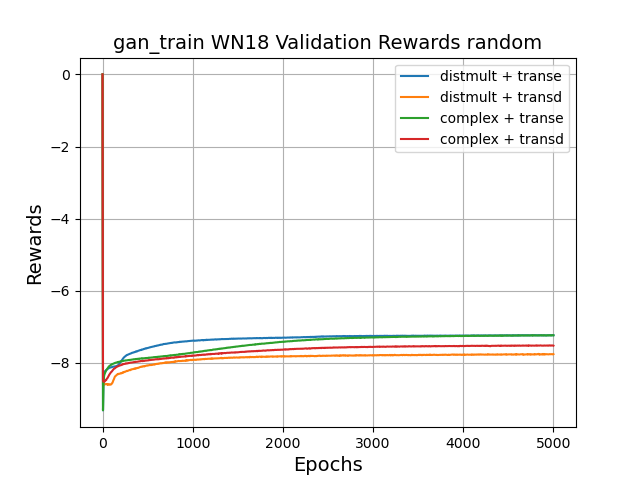 gan_train WN18 Validation Rewards random
distmult + transe
distmult + transd
complex + transe
complex + transd
0
−2
−4
−6
−8
Rewards
0 1000 2000 3000 4000 5000
Epochs